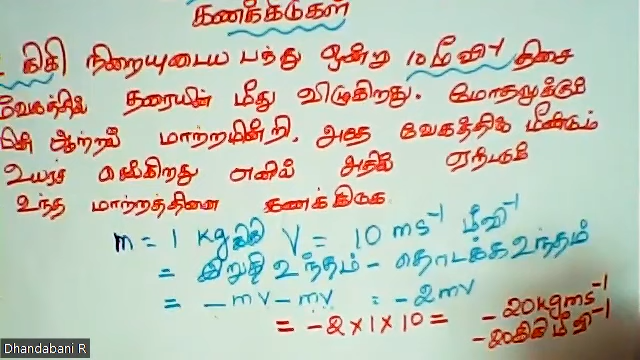 கணக்கீடுகள்
கிகி நிறையுடைய பந்து ஒன்று 10 மீவி⁻¹ திசை
வேகத்தில் தரையின் மீது விழுகிறது. மோதலுக்குப்
பின் ஆற்றல் மாற்றமின்றி, அதே வேகத்தில் மீண்டும்
உயரச் செல்கிறது எனில் அதில் ஏற்படும்
உந்த மாற்றத்தினை கணக்கிடுக
m = 1 kg கிகி V = 10 ms⁻¹ மீவி⁻¹
= இறுதி உந்தம் - தொடக்க உந்தம்
= -mv - mv = -2mv
= -2 × 1 × 10 = -20 kgms⁻¹
-20 கிகி மீவி⁻¹
Dhandabani R